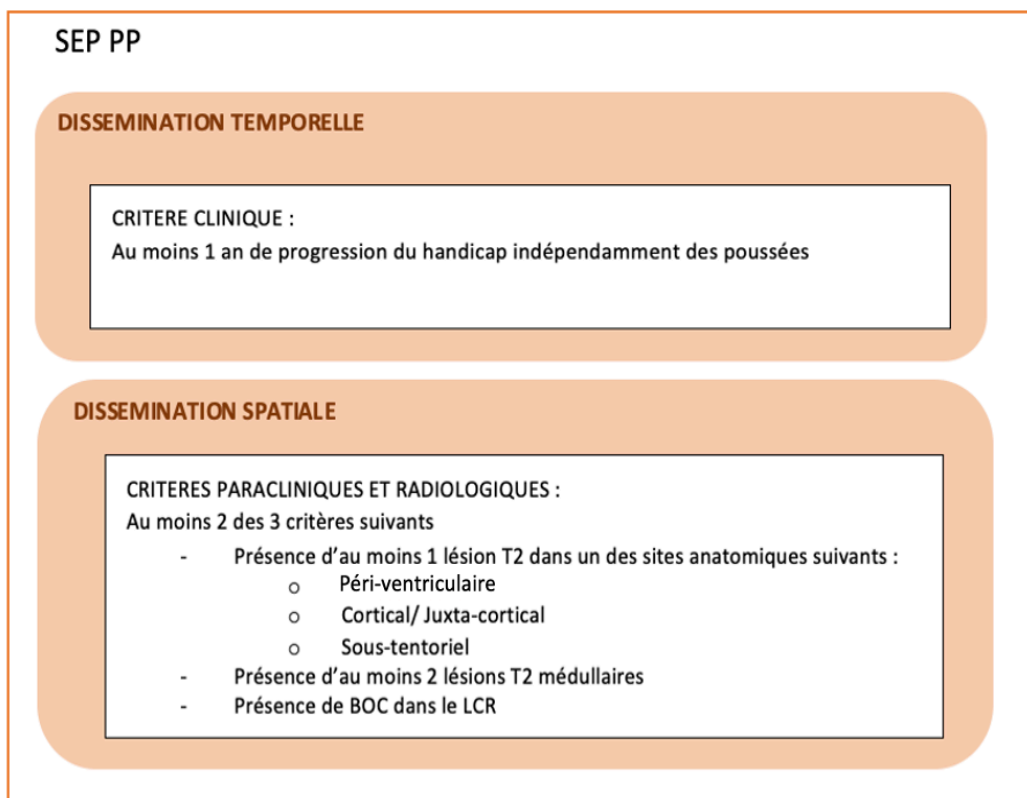 SEP PP
DISSEMINATION TEMPORELLE
CRITERE CLINIQUE :
Au moins 1 an de progression du handicap indépendamment des poussées
DISSEMINATION SPATIALE
CRITERES PARACLINIQUES ET RADIOLOGIQUES :
Au moins 2 des 3 critères suivants
- Présence d'au moins 1 lésion T2 dans un des sites anatomiques suivants :
o Péri-ventriculaire
o Cortical/ Juxta-cortical
o Sous-tentoriel
- Présence d'au moins 2 lésions T2 médullaires
- Présence de BOC dans le LCR